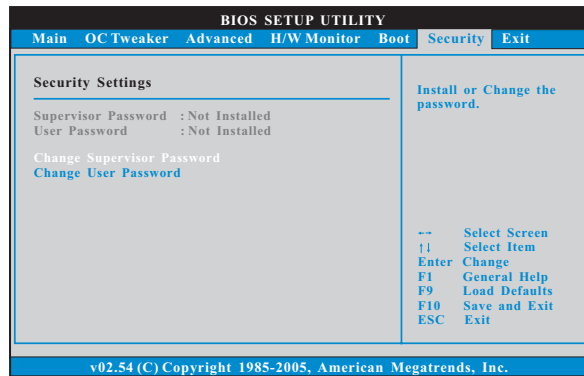 BIOS SETUP UTILITY
Main OC Tweaker Advanced H/W Monitor Boot Security Exit
Security Settings
Supervisor Password : Not Installed
User Password : Not Installed
Change Supervisor Password
Change User Password
Install or Change the
password.
←→ Select Screen
↑↓ Select Item
Enter Change
F1 General Help
F9 Load Defaults
F10 Save and Exit
ESC Exit
v02.54 (C) Copyright 1985-2005, American Megatrends, Inc.